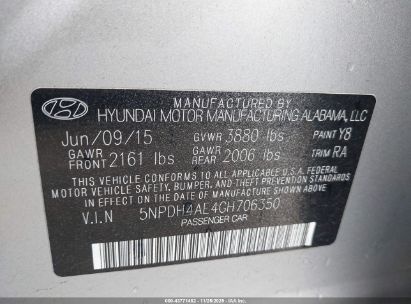 MANUFACTURED BY
HYUNDAI MOTOR MANUFACTURING ALABAMA, LLC
Jun/09/15 GVWR 3880 lbs PAINT Y8
GAWR FRONT 2161 lbs GAWR REAR 2006 lbs TRIM RA
THIS VEHICLE CONFORMS TO ALL APPLICABLE U.S. FEDERAL
MOTOR VEHICLE SAFETY, BUMPER, AND THEFT PREVENTION STANDARDS
IN EFFECT ON THE DATE OF MANUFACTURE SHOWN ABOVE.
V.I.N 5NPDH4AE4GH706350
PASSENGER CAR